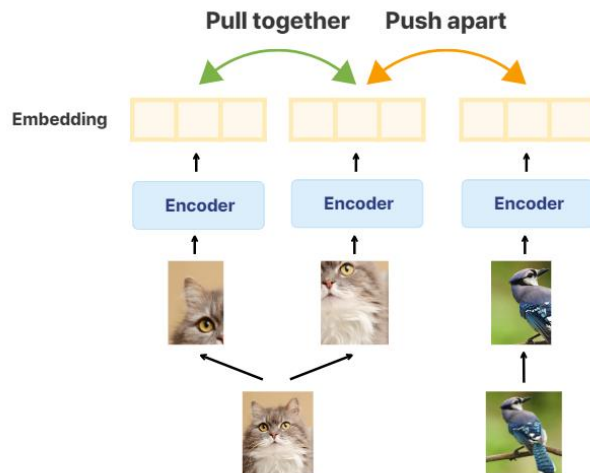 Pull together
Push apart
Embedding
Encoder
Encoder
Encoder